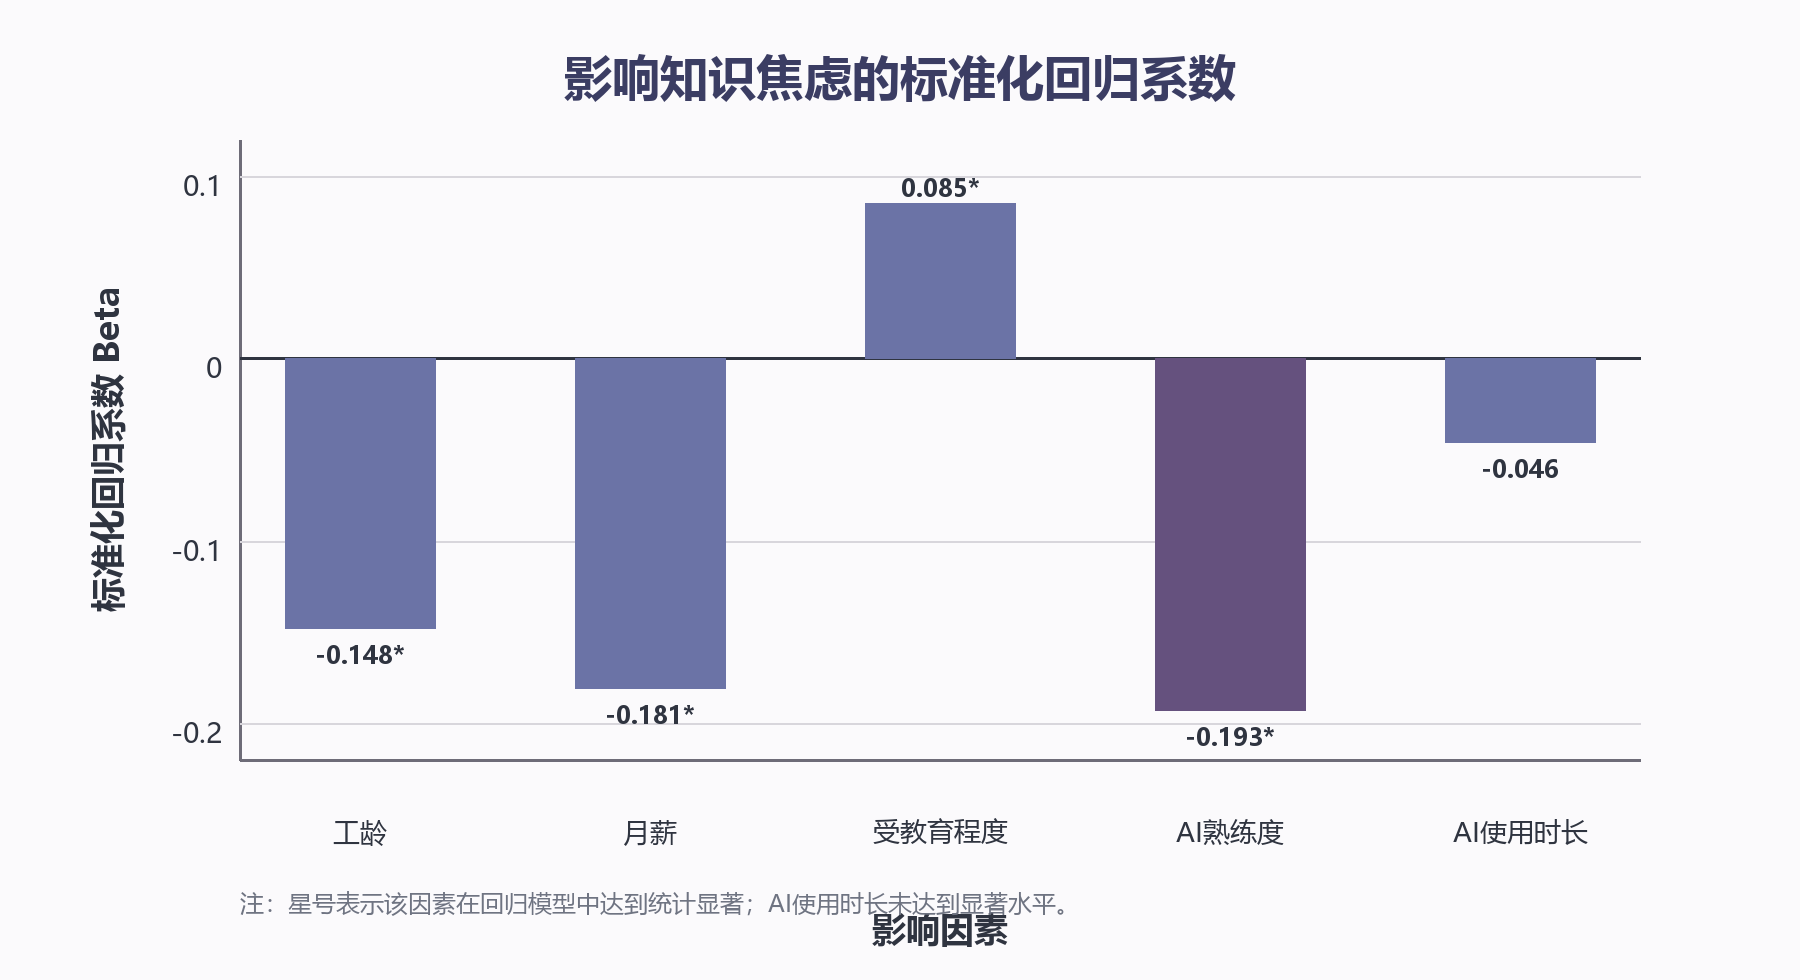 影响知识焦虑的标准化回归系数
标准化回归系数 Beta
0.1
0
-0.1
-0.2
-0.148*
-0.181*
0.085*
-0.193*
-0.046
工龄
月薪
受教育程度
AI熟练度
AI使用时长
注：星号表示该因素在回归模型中达到统计显著；AI使用时长未达到显著水平。
影响因素